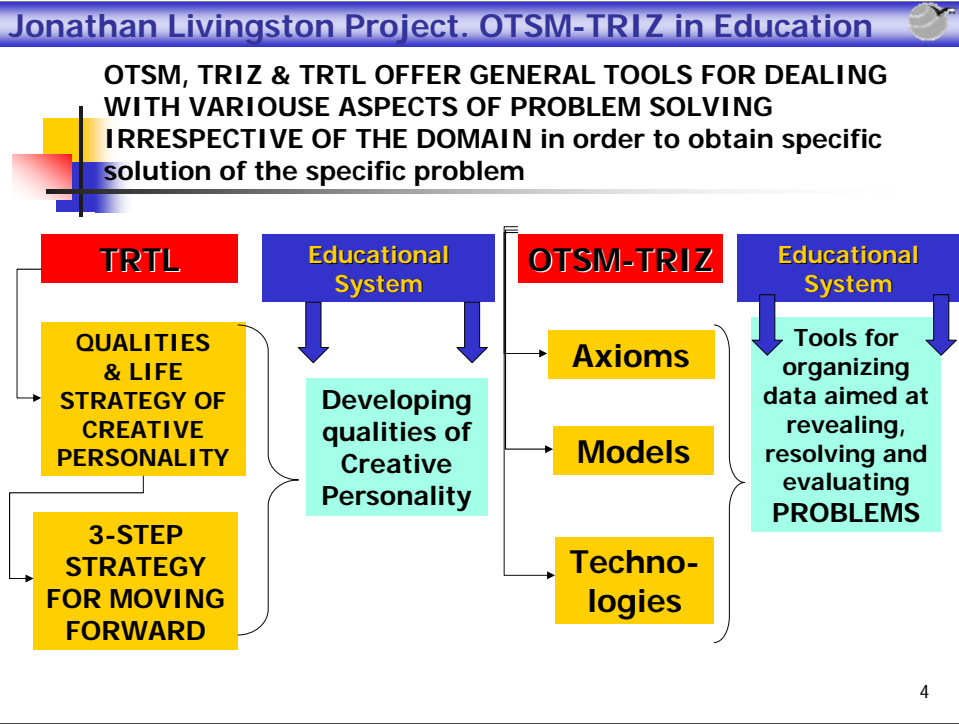 Jonathan Livingston Project. OTSM-TRIZ in Education
OTSM, TRIZ & TRTL OFFER GENERAL TOOLS FOR DEALING
WITH VARIOUSE ASPECTS OF PROBLEM SOLVING
IRRESPECTIVE OF THE DOMAIN in order to obtain specific
solution of the specific problem
TRTL
QUALITIES
& LIFE
STRATEGY OF
CREATIVE
PERSONALITY
3-STEP
STRATEGY
FOR MOVING
FORWARD
Educational
System
Developing
qualities of
Creative
Personality
OTSM-TRIZ
Axioms
Models
Techno-
logies
Educational
System
Tools for
organizing
data aimed at
revealing,
resolving and
evaluating
PROBLEMS
4